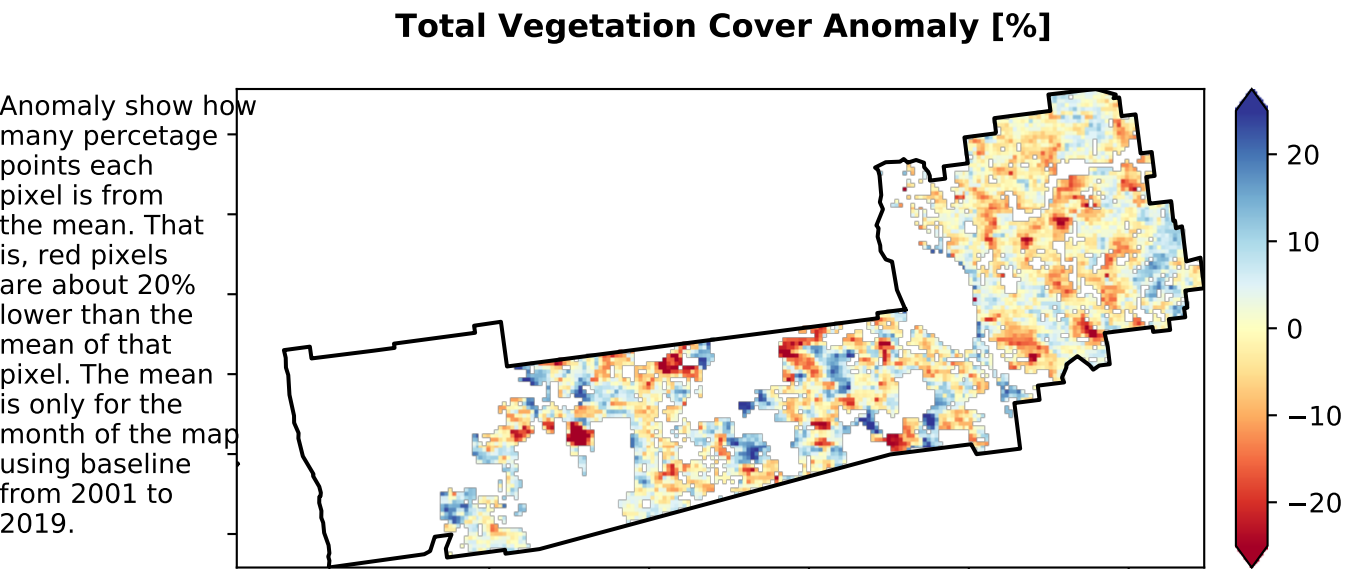 Total Vegetation Cover Anomaly [%]
Anomaly show how
many percetage
points each
pixel is from
the mean. That
is, red pixels
are about 20%
lower than the
mean of that
pixel. The mean
is only for the
month of the map
using baseline
from 2001 to
2019.
20
10
0
−10
−20